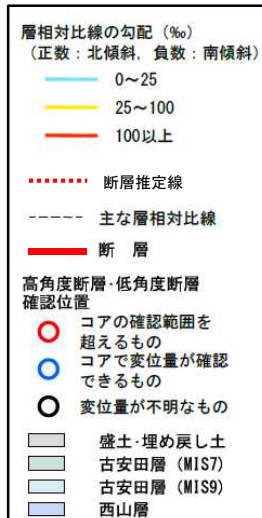 層相対比線の勾配（‰）
（正数：北傾斜，負数：南傾斜）
0～25
25～100
100以上
断層推定線
主な層相対比線
断　層
高角度断層・低角度断層
確認位置
コアの確認範囲を
超えるもの
コアで変位量が確認
できるもの
変位量が不明なもの
盛土・埋め戻し土
古安田層（MIS7）
古安田層（MIS9）
西山層